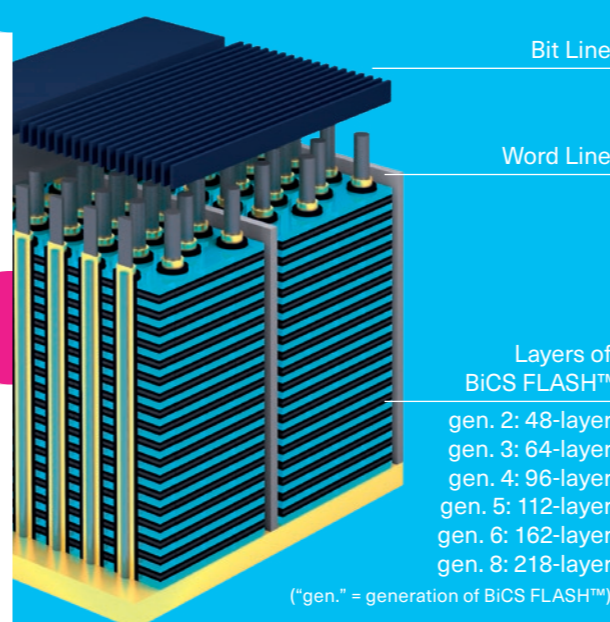 Bit Line
Word Line
Layers of
BiCS FLASH™
gen. 2: 48-layer
gen. 3: 64-layer
gen. 4: 96-layer
gen. 5: 112-layer
gen. 6: 162-layer
gen. 8: 218-layer
("gen." = generation of BiCS FLASH™)